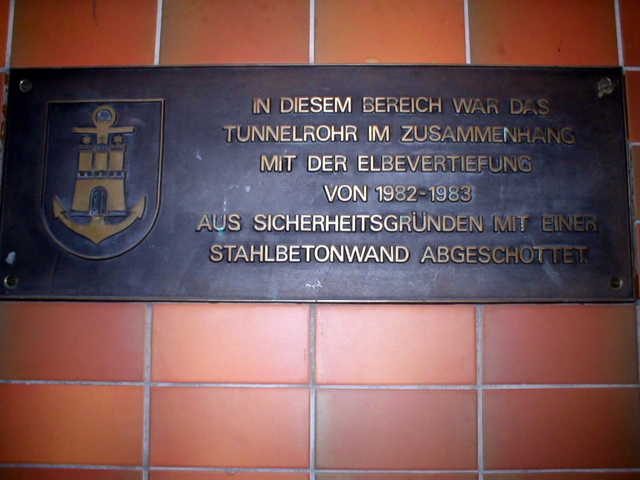 IN DIESEM BEREICH WAR DAS
TUNNELROHR IM ZUSAMMENHANG
MIT DER ELBEVERTIEFUNG
VON 1982-1983
AUS SICHERHEITSGRÜNDEN MIT EINER
STAHLBETONWAND ABGESCHOTTET.